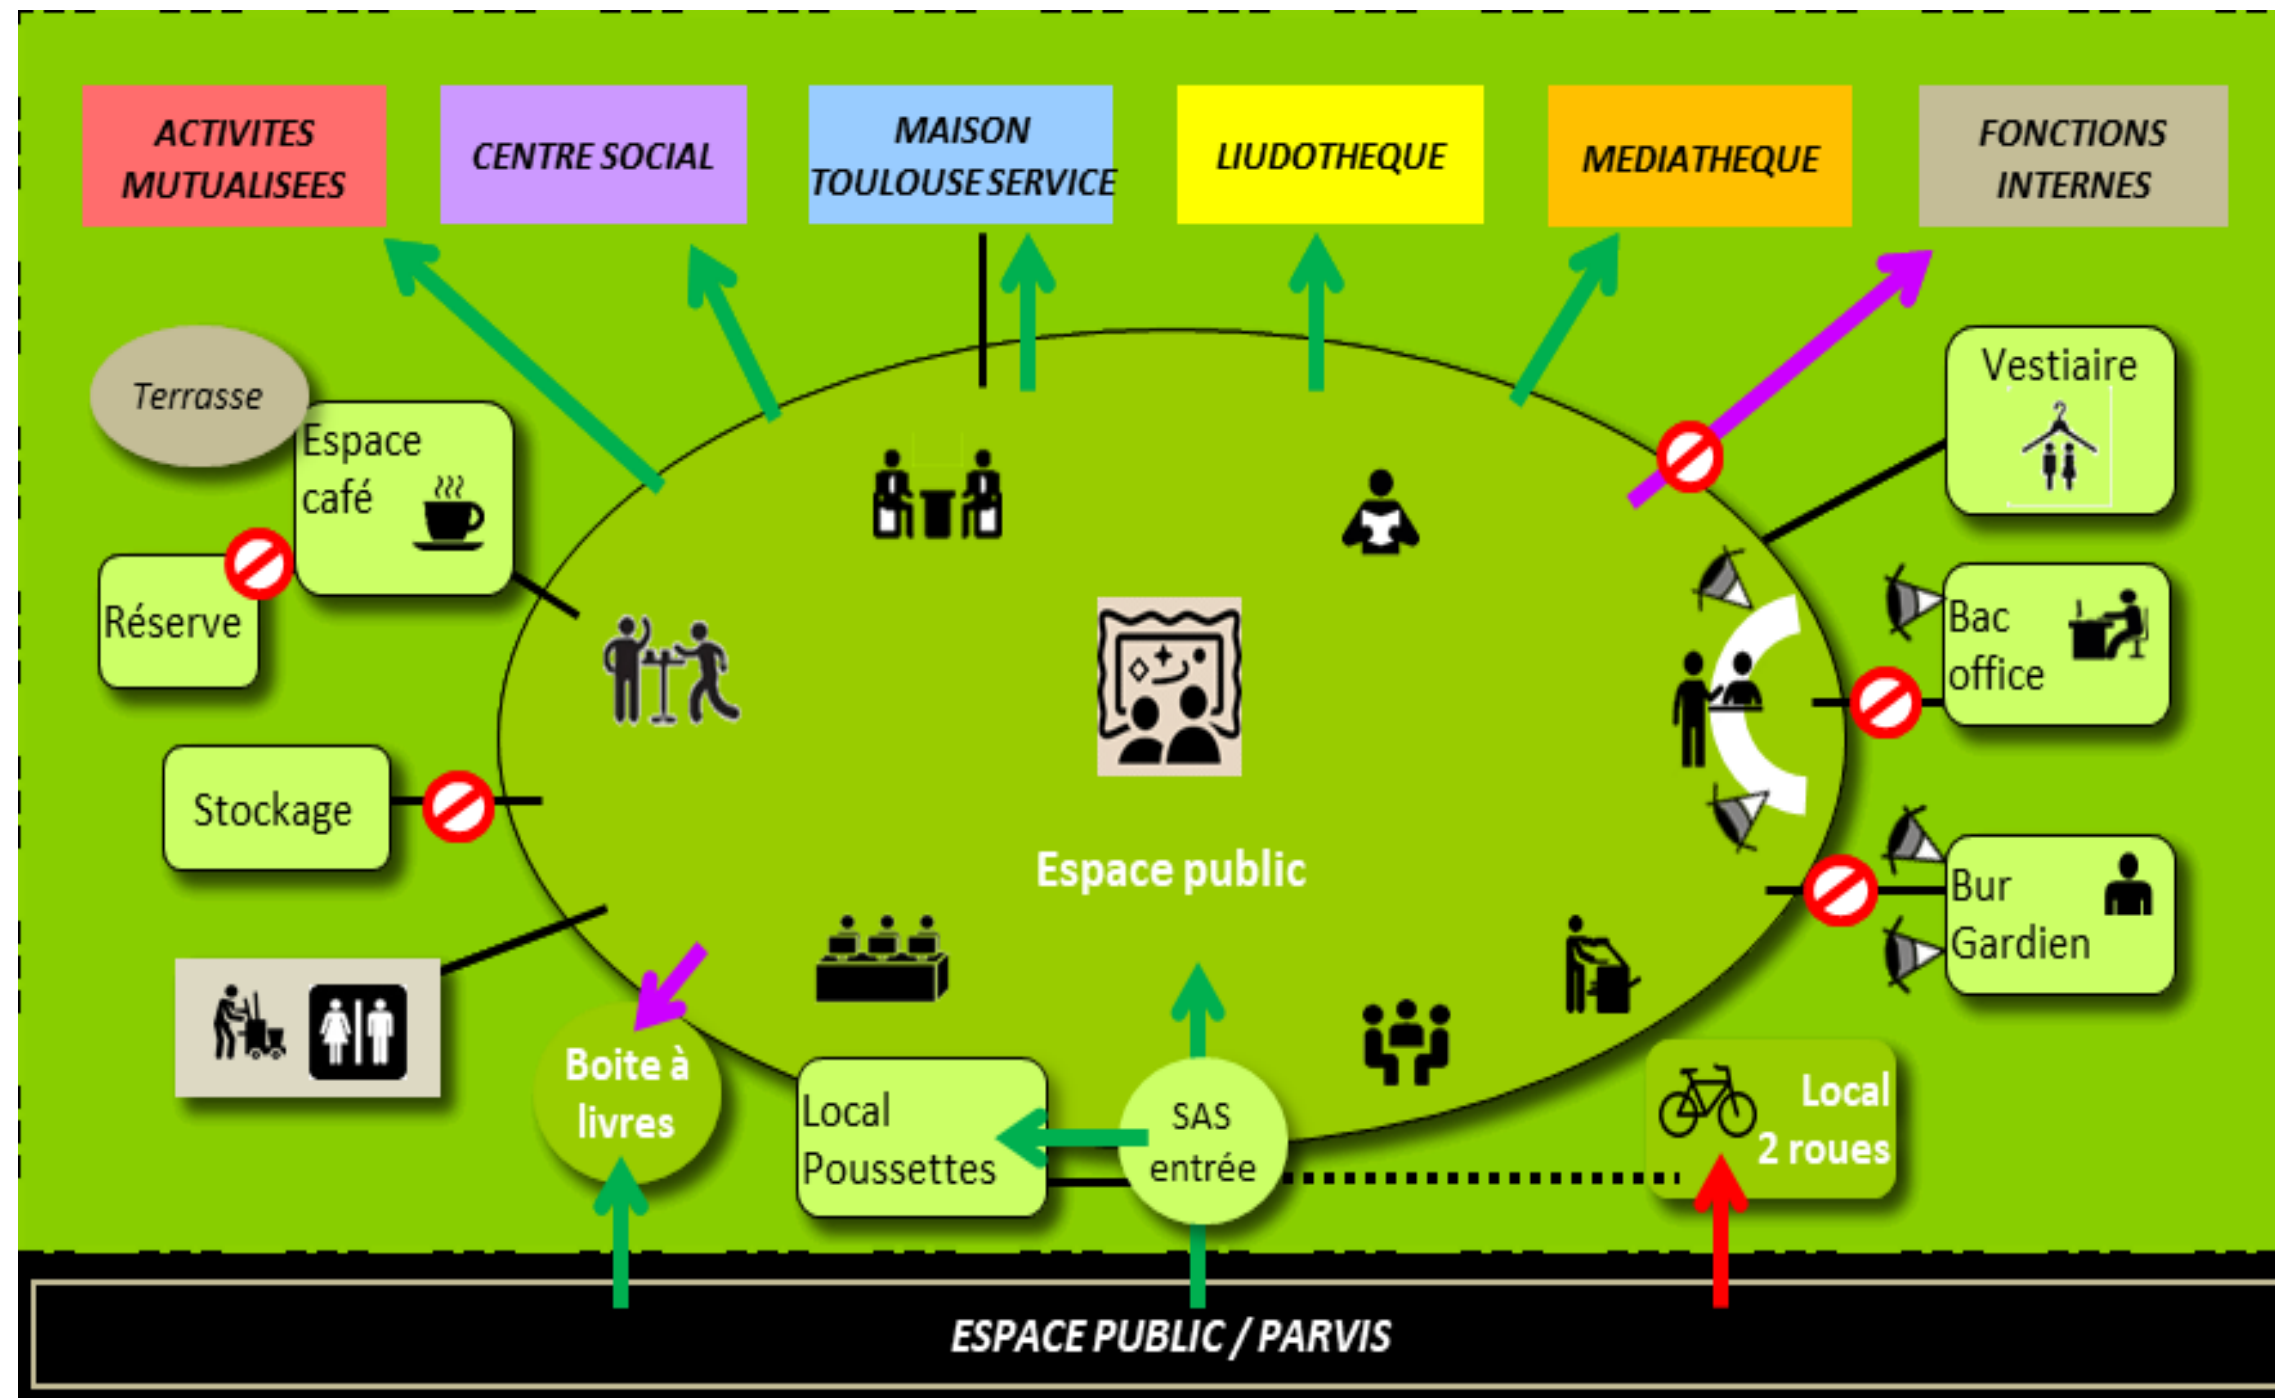 ACTIVITES
MUTUALISEES
CENTRE SOCIAL
MAISON
TOULOUSE SERVICE
LIUDOTHEQUE
MEDIATHEQUE
FONCTIONS
INTERNES
Terrasse
Espace
café
Réserve
Stockage
Vestiaire
Bac
office
Bur
Gardien
Espace public
Boite à
livres
Local
Poussettes
SAS
entrée
Local
2 roues
ESPACE PUBLIC / PARVIS